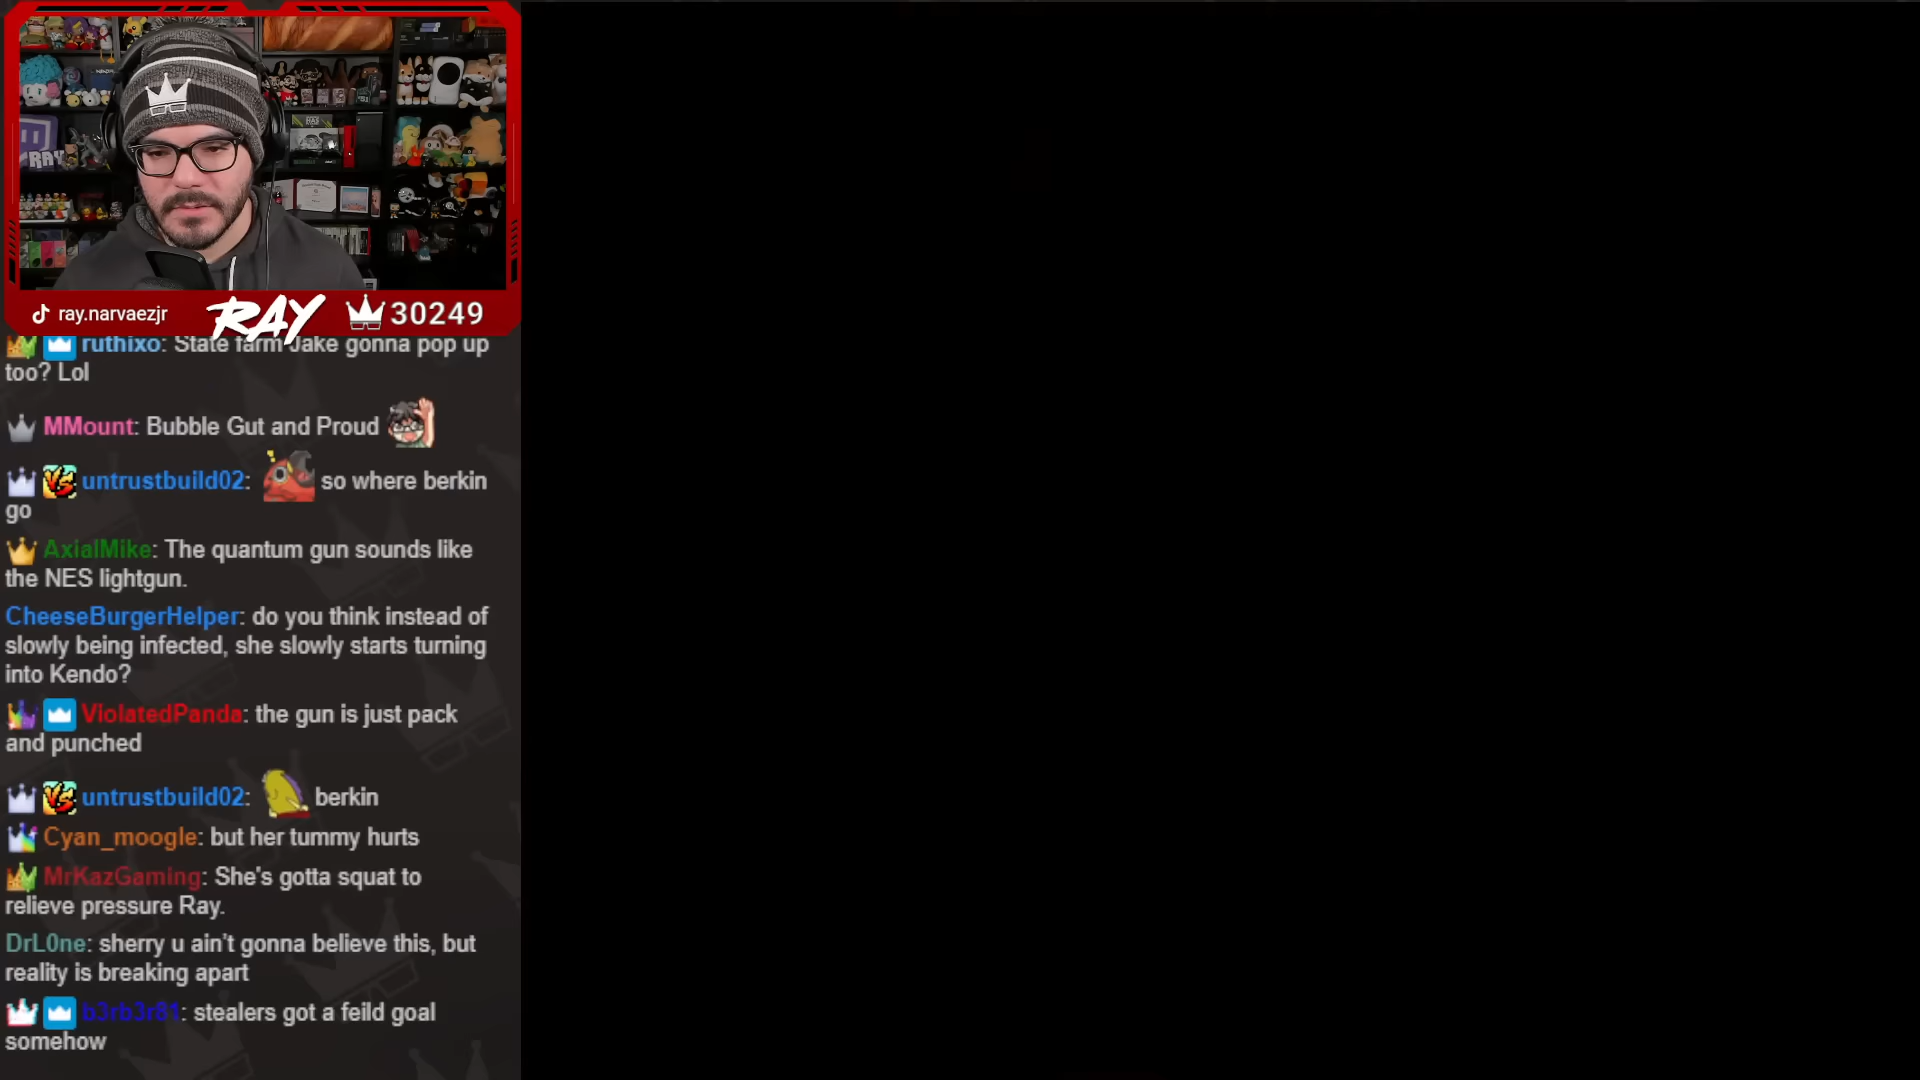 RAY
ray.narvaezjr RAY 30249
ruthixo: State farm Jake gonna pop up
too? Lol
MMount: Bubble Gut and Proud
untrustbuild02: so where berkin
go
AxialMike: The quantum gun sounds like
the NES lightgun.
CheeseBurgerHelper: do you think instead of
slowly being infected, she slowly starts turning
into Kendo?
ViolatedPanda: the gun is just pack
and punched
untrustbuild02: berkin
Cyan_moogle: but her tummy hurts
MrKazGaming: She's gotta squat to
relieve pressure Ray.
DrL0ne: sherry u ain't gonna believe this, but
reality is breaking apart
b3rb3r81: stealers got a feild goal
somehow